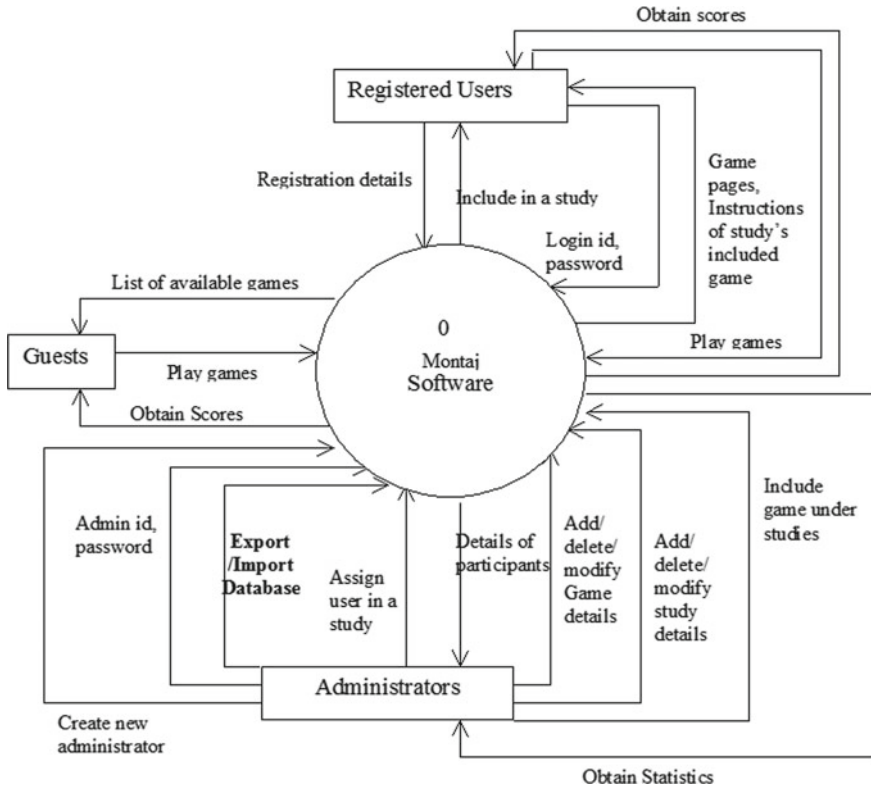 Obtain scores
Registered Users
Registration details
Include in a study
Game
pages,
Instructions
of study's
included
game
Login id,
password
List of available games
0
Montaj
Software
Guests
Play games
Play games
Obtain Scores
Admin id,
password
Export
/Import
Database
Assign
user in a
study
Details of
participants
Add/
delete/
modify
Game
details
Add/
delete/
modify
study
details
Include
game under
studies
Administrators
Create new
administrator
Obtain Statistics